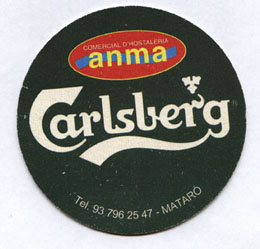 COMERCIAL D'HOSTALERIA
anma
Carlsberg
Tel. 93 796 25 47 - MATARÓ